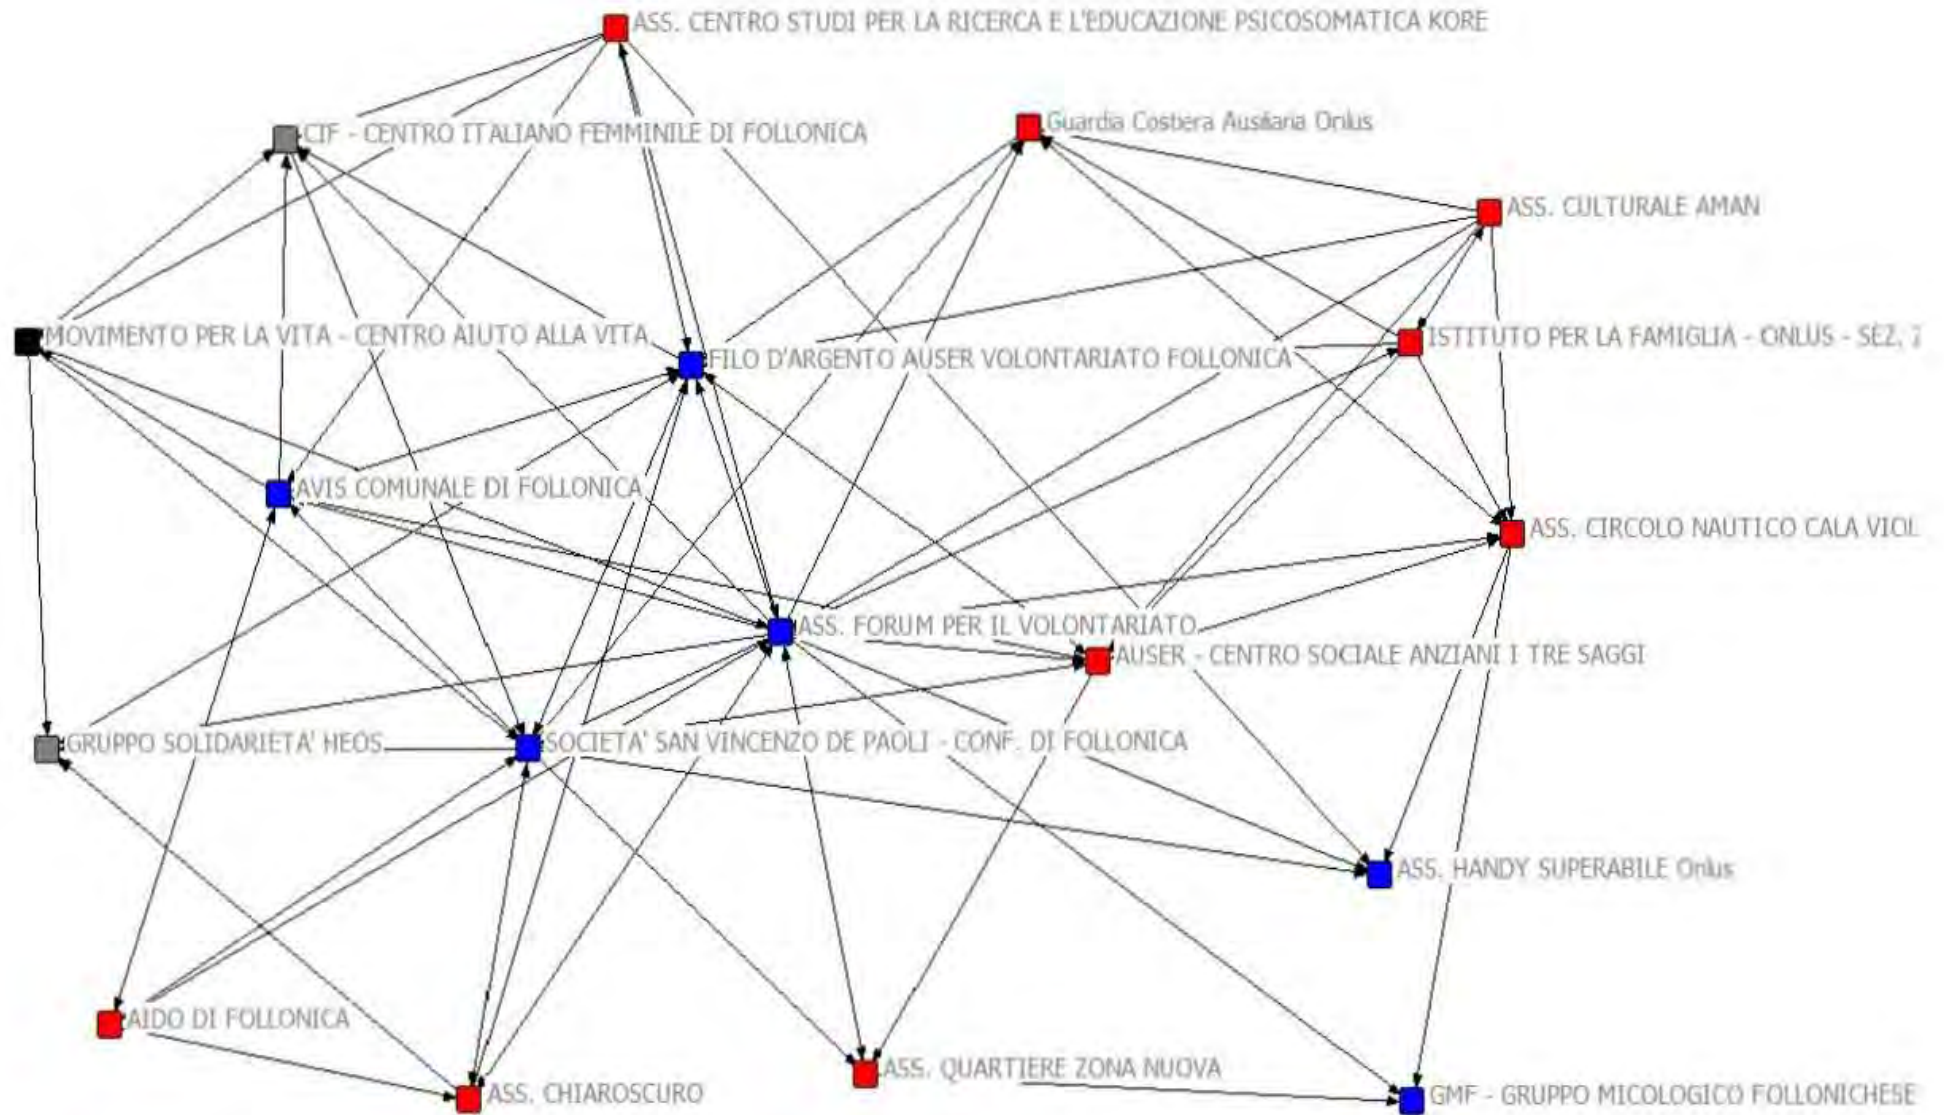 ASS. CENTRO STUDI PER LA RICERCA E L'EDUCAZIONE PSICOSOMATICA KORE
CIF - CENTRO ITALIANO FEMMINILE DI FOLLONICA
Guardia Costiera Ausiliaria Onlus
ASS. CULTURALE AMAN
MOVIMENTO PER LA VITA - CENTRO AIUTO ALLA VITA
FILO D'ARGENTO AUSER VOLONTARIATO FOLLONICA
ISTITUTO PER LA FAMIGLIA - ONLUS - SEZ.
AVIS COMUNALE DI FOLLONICA
ASS. CIRCOLO NAUTICO CALA VIOL
ASS. FORUM PER IL VOLONTARIATO
AUSER - CENTRO SOCIALE ANZIANI I TRE SAGGI
GRUPPO SOLIDARIETA' HEOS
SOCIETA' SAN VINCENZO DE PAOLI - CONF. DI FOLLONICA
ASS. HANDY SUPERABILE Onlus
AIDO DI FOLLONICA
ASS. CHIAROSCURO
ASS. QUARTIERE ZONA NUOVA
GMF - GRUPPO MICOLOGICO FOLLONICHESE